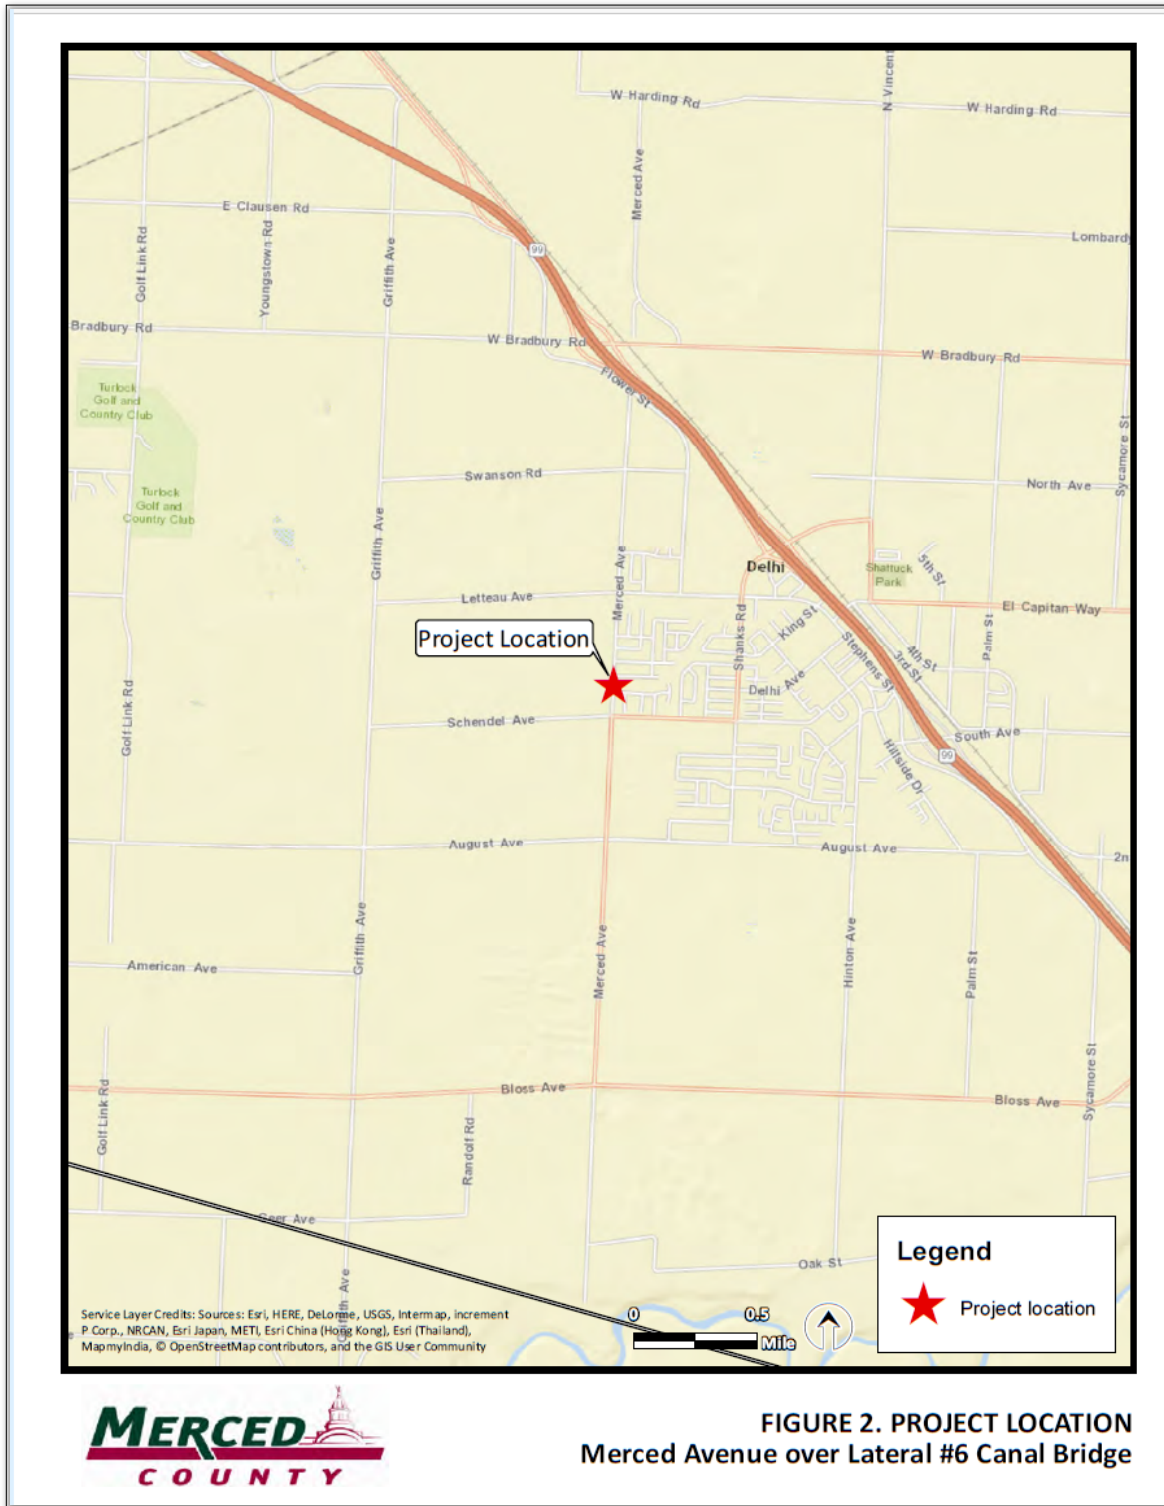 W Harding Rd
N Vincent
W Harding Rd
Merced Ave
E Clausen Rd
Golf Link Rd
Youngstown Rd
Griffith Ave
99
Lombardy
Bradbury Rd
W Bradbury Rd
W Bradbury Rd
Flower St
Turlock
Golf and
Country Club
Sycamore St
Swanson Rd
North Ave
Turlock
Golf and
Country Club
Griffith Ave
Merced Ave
Delhi
Shattuck
Park
5th St
Letteau Ave
El Capitan Way
King St
Shanks Rd
Palm St
Project Location
Stephens St
4th St
3rd St
Delhi Ave
Golf Link Rd
Schendel Ave
South Ave
99
Hillside Dr
August Ave
August Ave
2n
Griffith Ave
Merced Ave
Hinton Ave
Palm St
American Ave
Sycamore St
Bloss Ave
Bloss Ave
Golf Link Rd
Randolf Rd
Geer Ave
Oak St
Griffith Ave
Legend
Project location
0 0.5
Mile
Service Layer Credits: Sources: Esri, HERE, DeLorme, USGS, Intermap, increment
P Corp., NRCAN, Esri Japan, METI, Esri China (Hong Kong), Esri (Thailand),
MapmyIndia, © OpenStreetMap contributors, and the GIS User Community
MERCED
COUNTY
FIGURE 2. PROJECT LOCATION
Merced Avenue over Lateral #6 Canal Bridge